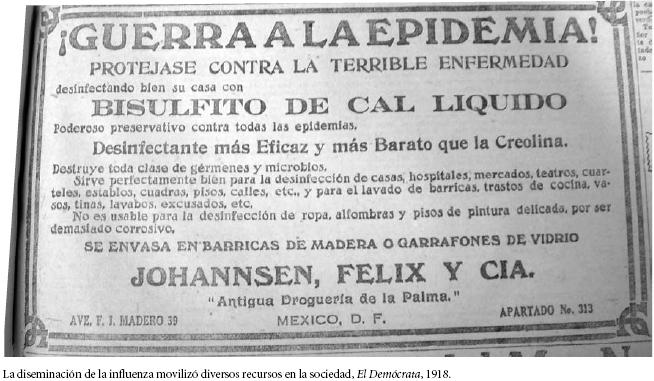 ¡GUERRA A LA EPIDEMIA!
PROTEJASE CONTRA LA TERRIBLE ENFERMEDAD
desinfectando bien su casa con
BISULFITO DE CAL LIQUIDO
Poderoso preservativo contra todas las epidemias.
Desinfectante más Eficaz y más Barato que la Creolina.
Destruye toda clase de gérmenes y microbios.
Sirve perfectamente bien para la desinfección de casas, hospitales, mercados, teatros, cuar-
teles, establos, cuadras, pisos, calles, etc., y para el lavado de barricas, trastos de cocina, va-
sos, tinas, lavabos, excusados, etc.
No es usable para la desinfección de ropa, alfombras y pisos de pintura delicada, por ser
demasiado corrosivo.
SE ENVASA EN BARRICAS DE MADERA O GARRAFONES DE VIDRIO
JOHANNSEN, FELIX Y CIA.
"Antigua Droguería de la Palma."
AVE. F. I. MADERO 39
MEXICO, D. F.
APARTADO No. 313
La diseminación de la influenza movilizó diversos recursos en la sociedad, El Demócrata, 1918.